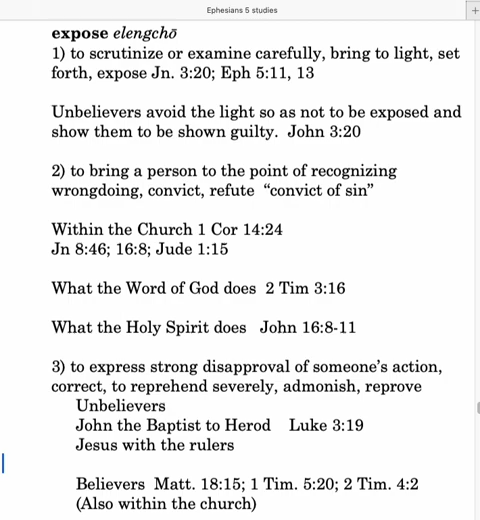 Ephesians 5 studies
+
expose elengchō
1) to scrutinize or examine carefully, bring to light, set
forth, expose Jn. 3:20; Eph 5:11, 13
Unbelievers avoid the light so as not to be exposed and
show them to be shown guilty.  John 3:20
2) to bring a person to the point of recognizing
wrongdoing, convict, refute  “convict of sin”
Within the Church 1 Cor 14:24
Jn 8:46; 16:8; Jude 1:15
What the Word of God does  2 Tim 3:16
What the Holy Spirit does   John 16:8-11
3) to express strong disapproval of someone’s action,
correct, to reprehend severely, admonish, reprove
Unbelievers
John the Baptist to Herod    Luke 3:19
Jesus with the rulers
Believers  Matt. 18:15; 1 Tim. 5:20; 2 Tim. 4:2
(Also within the church)